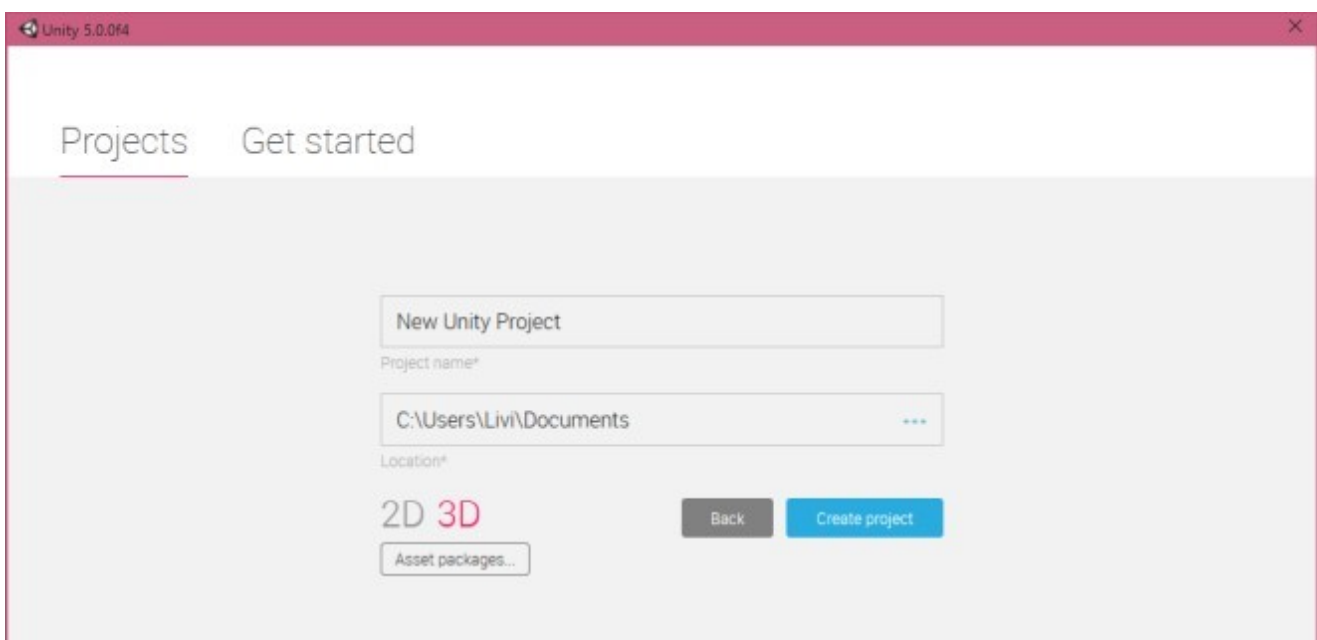 Unity 5.0.0f4
Projects Get started
New Unity Project
Project name*
C:\Users\Livi\Documents ...
Location*
2D 3D Back Create project
Asset packages...